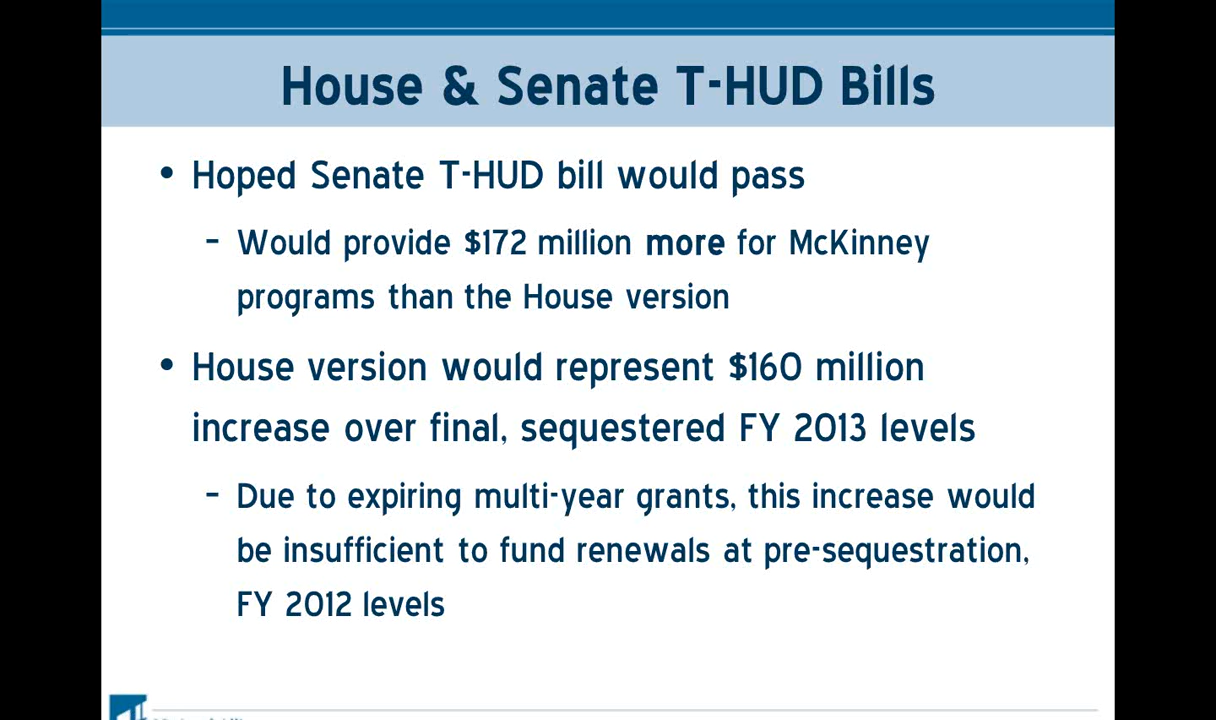 House & Senate T-HUD Bills
• Hoped Senate T-HUD bill would pass
– Would provide $172 million more for McKinney
programs than the House version
• House version would represent $160 million
increase over final, sequestered FY 2013 levels
– Due to expiring multi-year grants, this increase would
be insufficient to fund renewals at pre-sequestration,
FY 2012 levels